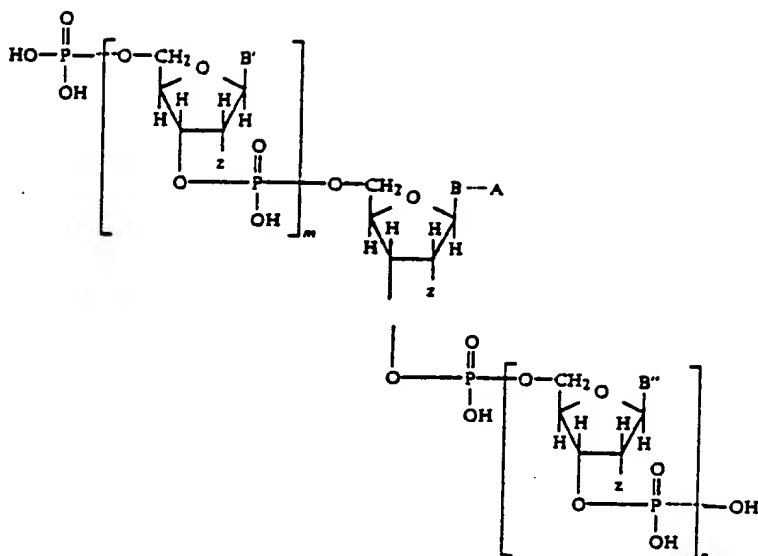 O
HO—P—O—CH₂ O B'
OH H H H H
O z
O—P—O—CH₂ O B—A
OH m H H H H
z
O
O—P—O—CH₂ O B''
OH H H H H
z O
O—P—OH
OH